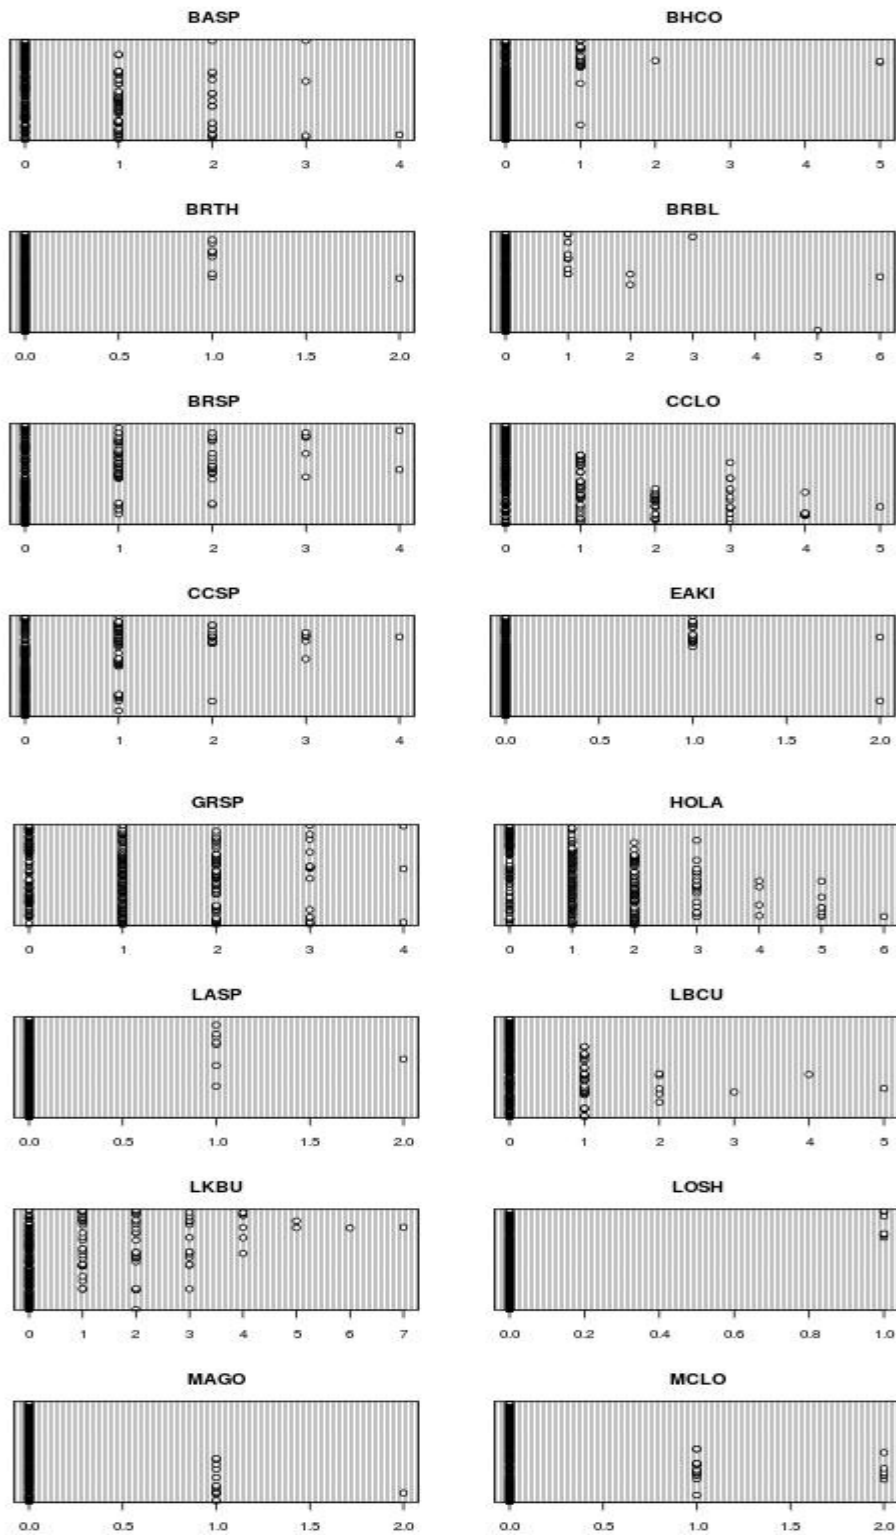 BASP BHCO
0 1 2 3 4 0 1 2 3 4 5
BRTH BRBL
0.0 0.5 1.0 1.5 2.0 0 1 2 3 4 5 6
BRSP CCLO
0 1 2 3 4 0 1 2 3 4 5
CCSP EAKI
0 1 2 3 4 0.0 0.5 1.0 1.5 2.0
GRSP HOLA
0 1 2 3 4 0 1 2 3 4 5 6
LASP LBCU
0.0 0.5 1.0 1.5 2.0 0 1 2 3 4 5
LKBU LOSH
0 1 2 3 4 5 6 7 0.0 0.2 0.4 0.6 0.8 1.0
MAGO MCLO
0.0 0.5 1.0 1.5 2.0 0.0 0.5 1.0 1.5 2.0